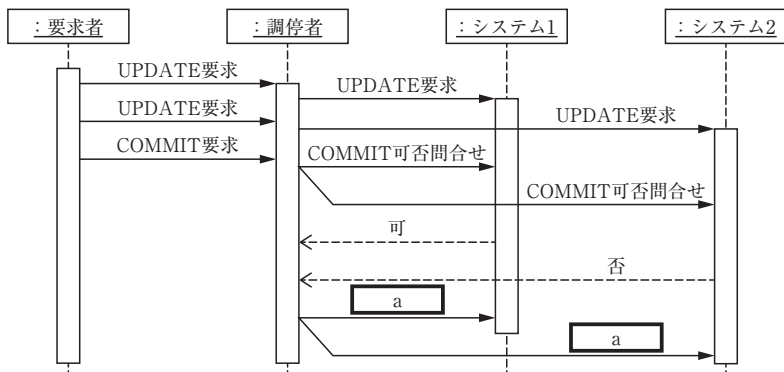 ：要求者
：調停者
：システム1
：システム2
UPDATE要求
UPDATE要求
UPDATE要求
UPDATE要求
COMMIT要求
COMMIT可否問合せ
COMMIT可否問合せ
可
否
a
a